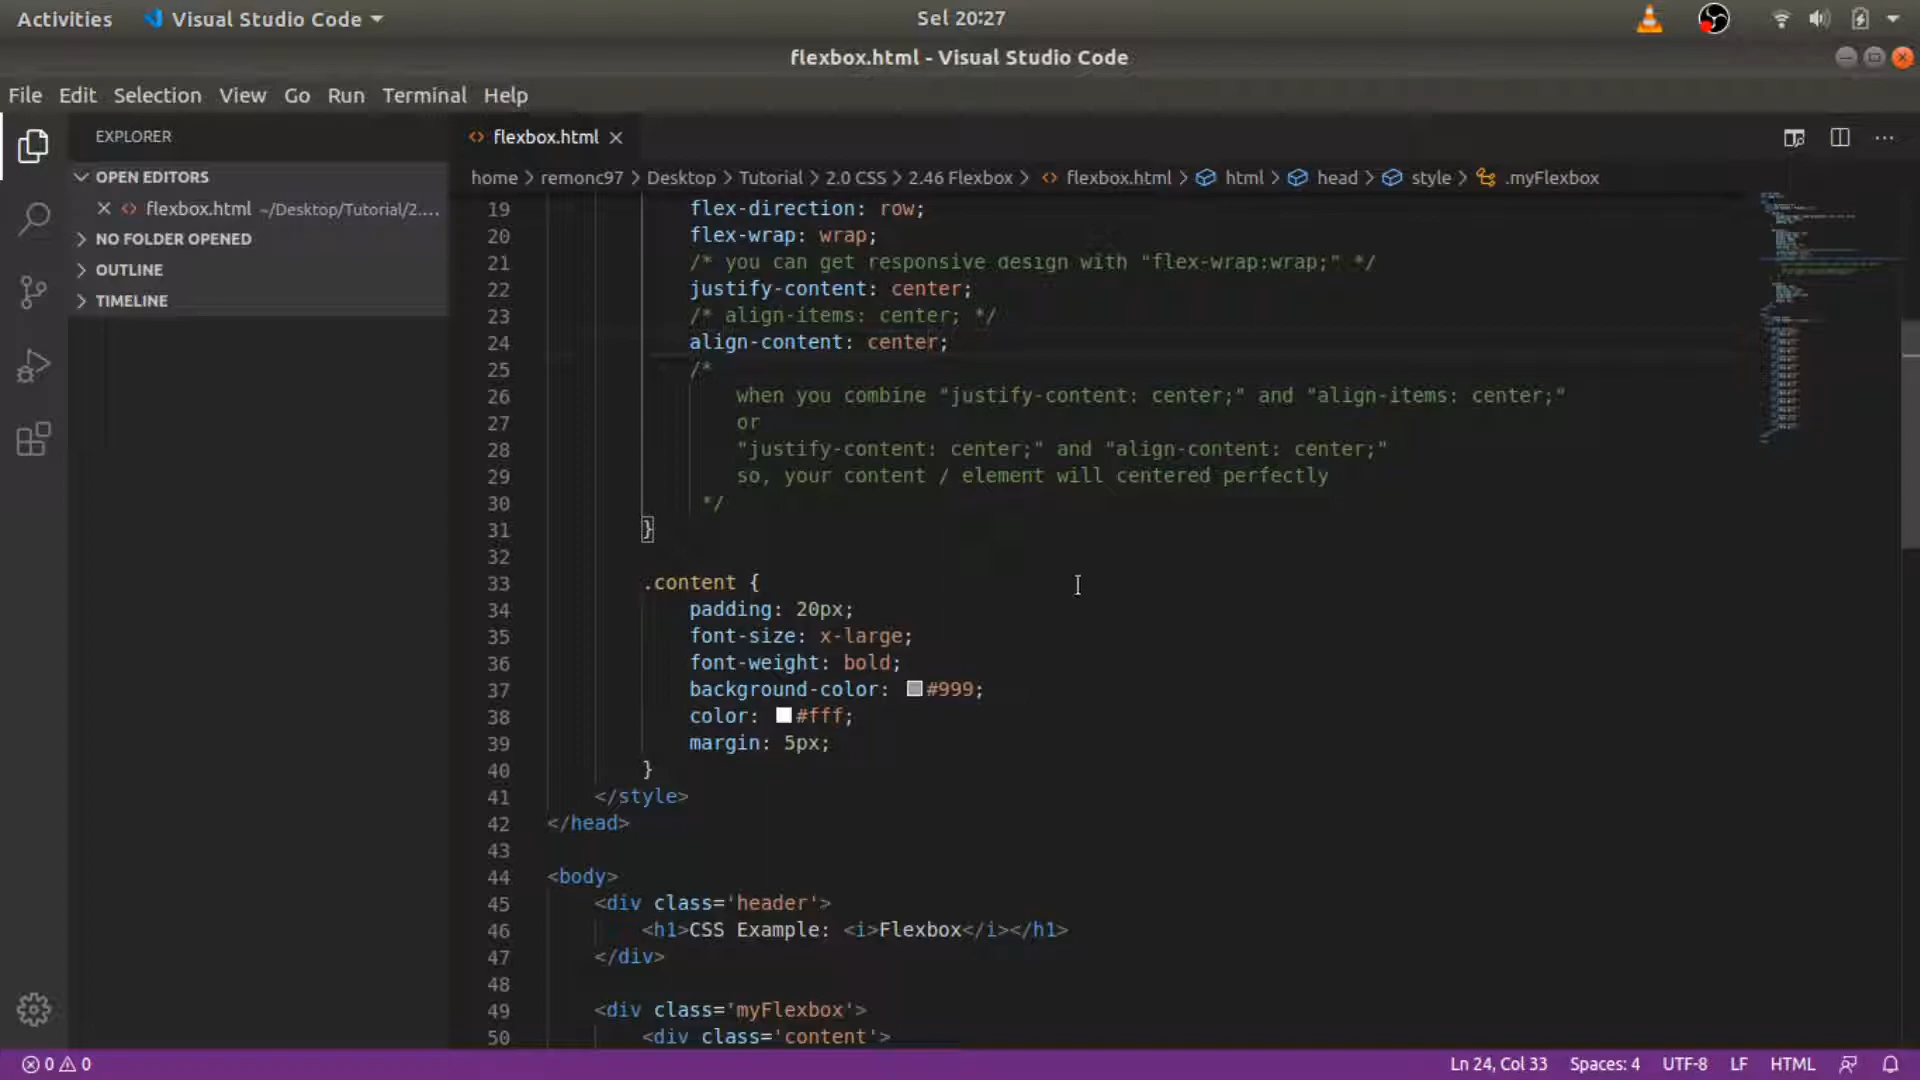 Activities Visual Studio Code Sel 20:27
flexbox.html - Visual Studio Code
File Edit Selection View Go Run Terminal Help
EXPLORER
OPEN EDITORS
flexbox.html ~/Desktop/Tutorial/2....
NO FOLDER OPENED
OUTLINE
TIMELINE
flexbox.html
home > remonc97 > Desktop > Tutorial > 2.0 CSS > 2.46 Flexbox > flexbox.html > html > head > style > .myFlexbox
19 flex-direction: row;
20 flex-wrap: wrap;
21 /* you can get responsive design with "flex-wrap:wrap;" */
22 justify-content: center;
23 /* align-items: center; */
24 align-content: center;
25 /*
26 when you combine "justify-content: center;" and "align-items: center;"
27 or
28 "justify-content: center;" and "align-content: center;"
29 so, your content / element will centered perfectly
30 */
31 }
32
33 .content {
34 padding: 20px;
35 font-size: x-large;
36 font-weight: bold;
37 background-color: #999;
38 color: #fff;
39 margin: 5px;
40 }
41 </style>
42 </head>
43
44 <body>
45 <div class='header'>
46 <h1>CSS Example: <i>Flexbox</i></h1>
47 </div>
48
49 <div class='myFlexbox'>
50 <div class='content'>
0 0 Ln 24, Col 33 Spaces: 4 UTF-8 LF HTML